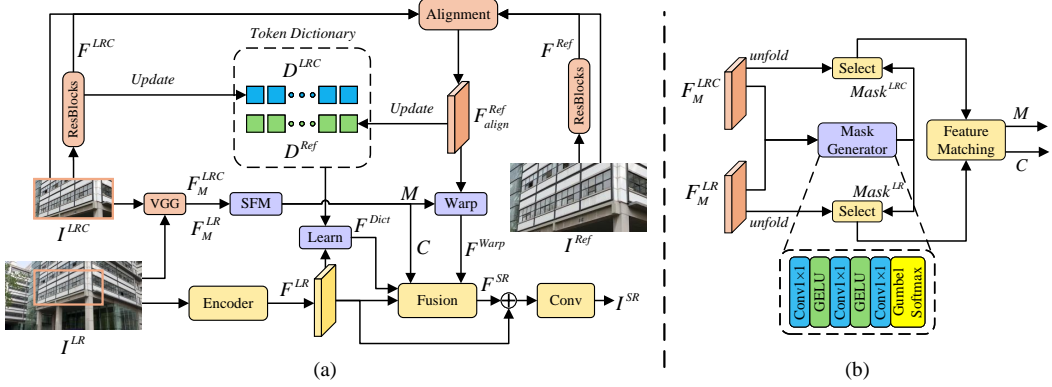 Alignment
F^{LRC}
Token Dictionary
F^{Ref}
D^{LRC}
ResBlocks
Update
Update
F^{Ref}_{align}
ResBlocks
D^{Ref}
I^{LRC}
VGG
F^{LRC}_M
F^{LR}_M
SFM
M
Warp
I^{Ref}
Learn
F^{Dict}
C
F^{Warp}
I^{LR}
Encoder
F^{LR}
Fusion
F^{SR}
Conv
I^{SR}
(a)
unfold
Select
F^{LRC}_M
Mask^{LRC}
M
Mask Generator
Feature Matching
C
F^{LR}_M
Mask^{LR}
unfold
Select
Conv1×1
GELU
Conv1×1
GELU
Conv1×1
Gumbel
Softmax
(b)